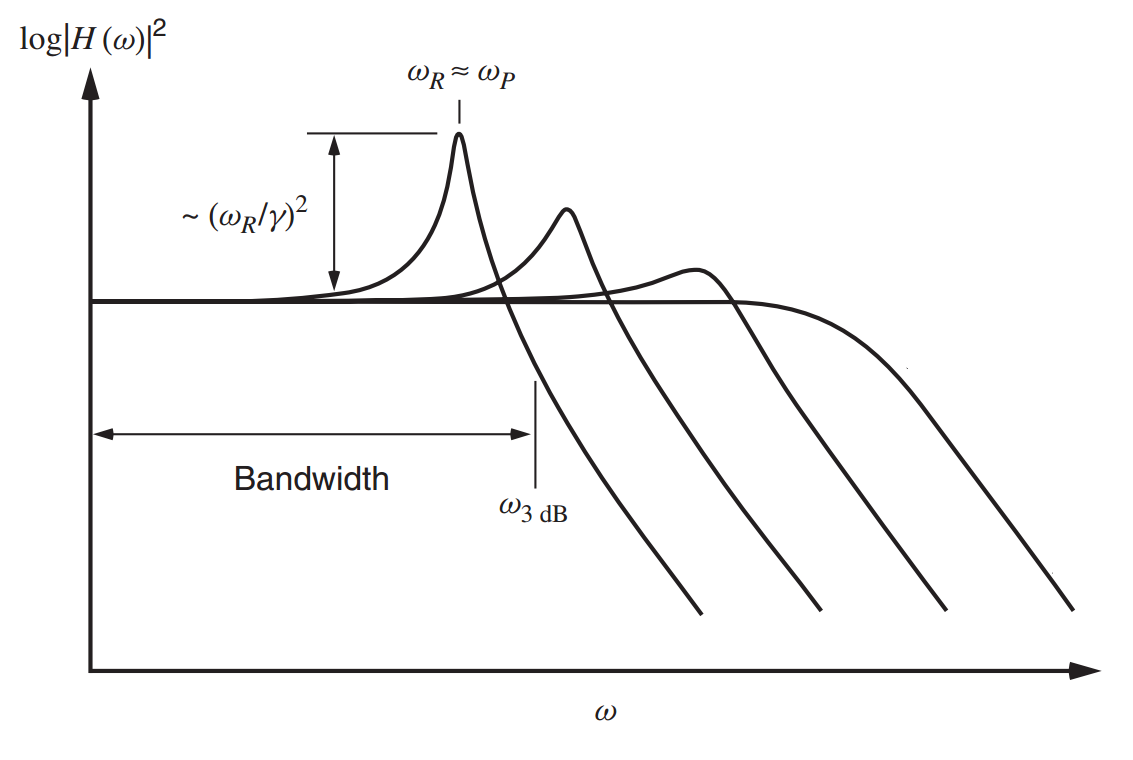 log|H (ω)|²
ω_R ≈ ω_P
~ (ω_R/γ)²
Bandwidth
ω_3 dB
ω